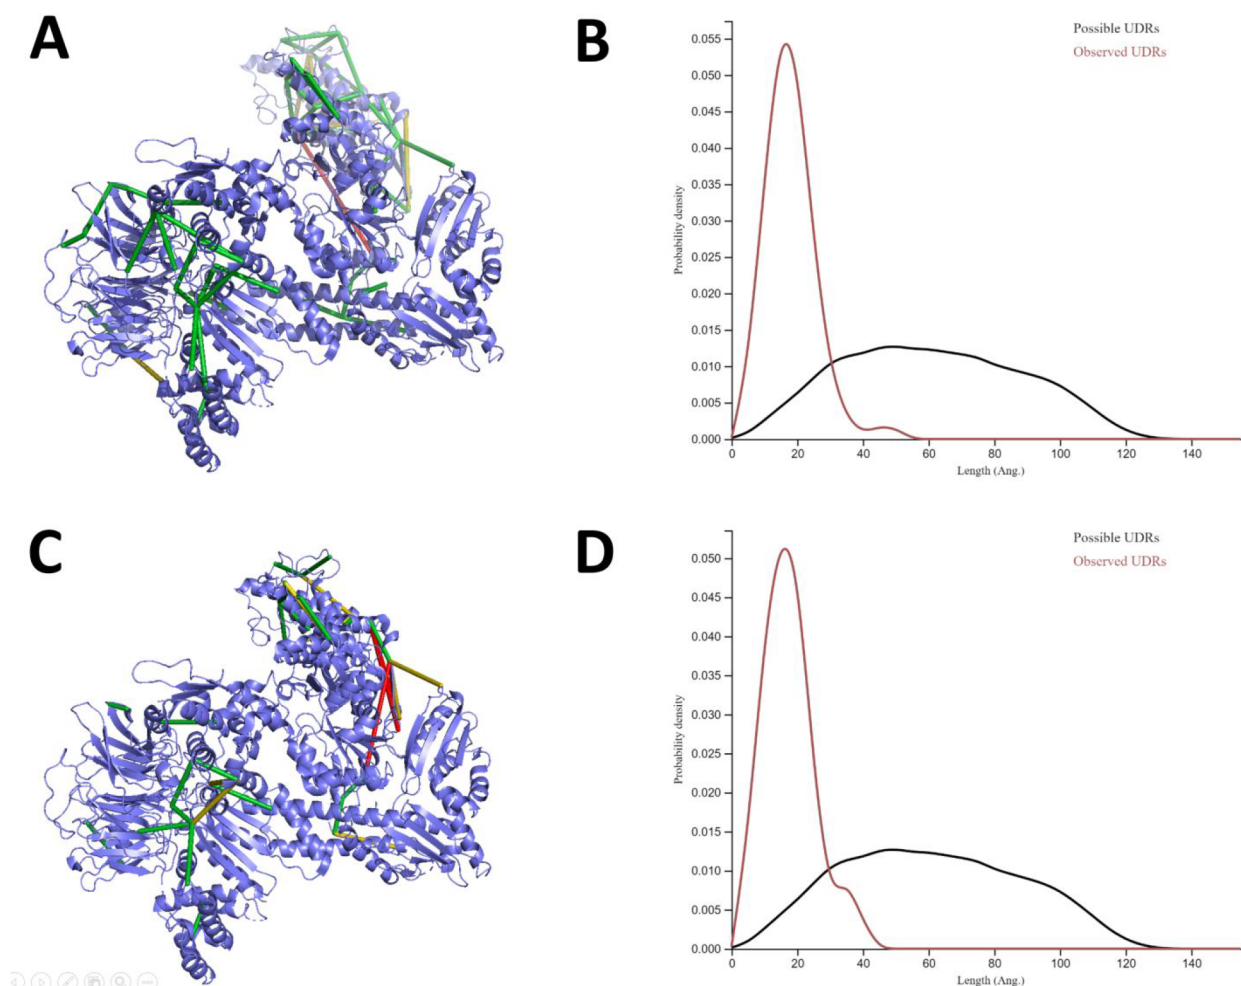 A
B
Possible UDRs
Observed UDRs
Probability density
0.055
0.050
0.045
0.040
0.035
0.030
0.025
0.020
0.015
0.010
0.005
0.000
0 20 40 60 80 100 120 140
Length (Ang.)
C
D
Possible UDRs
Observed UDRs
Probability density
0.050
0.045
0.040
0.035
0.030
0.025
0.020
0.015
0.010
0.005
0.000
0 20 40 60 80 100 120 140
Length (Ang.)